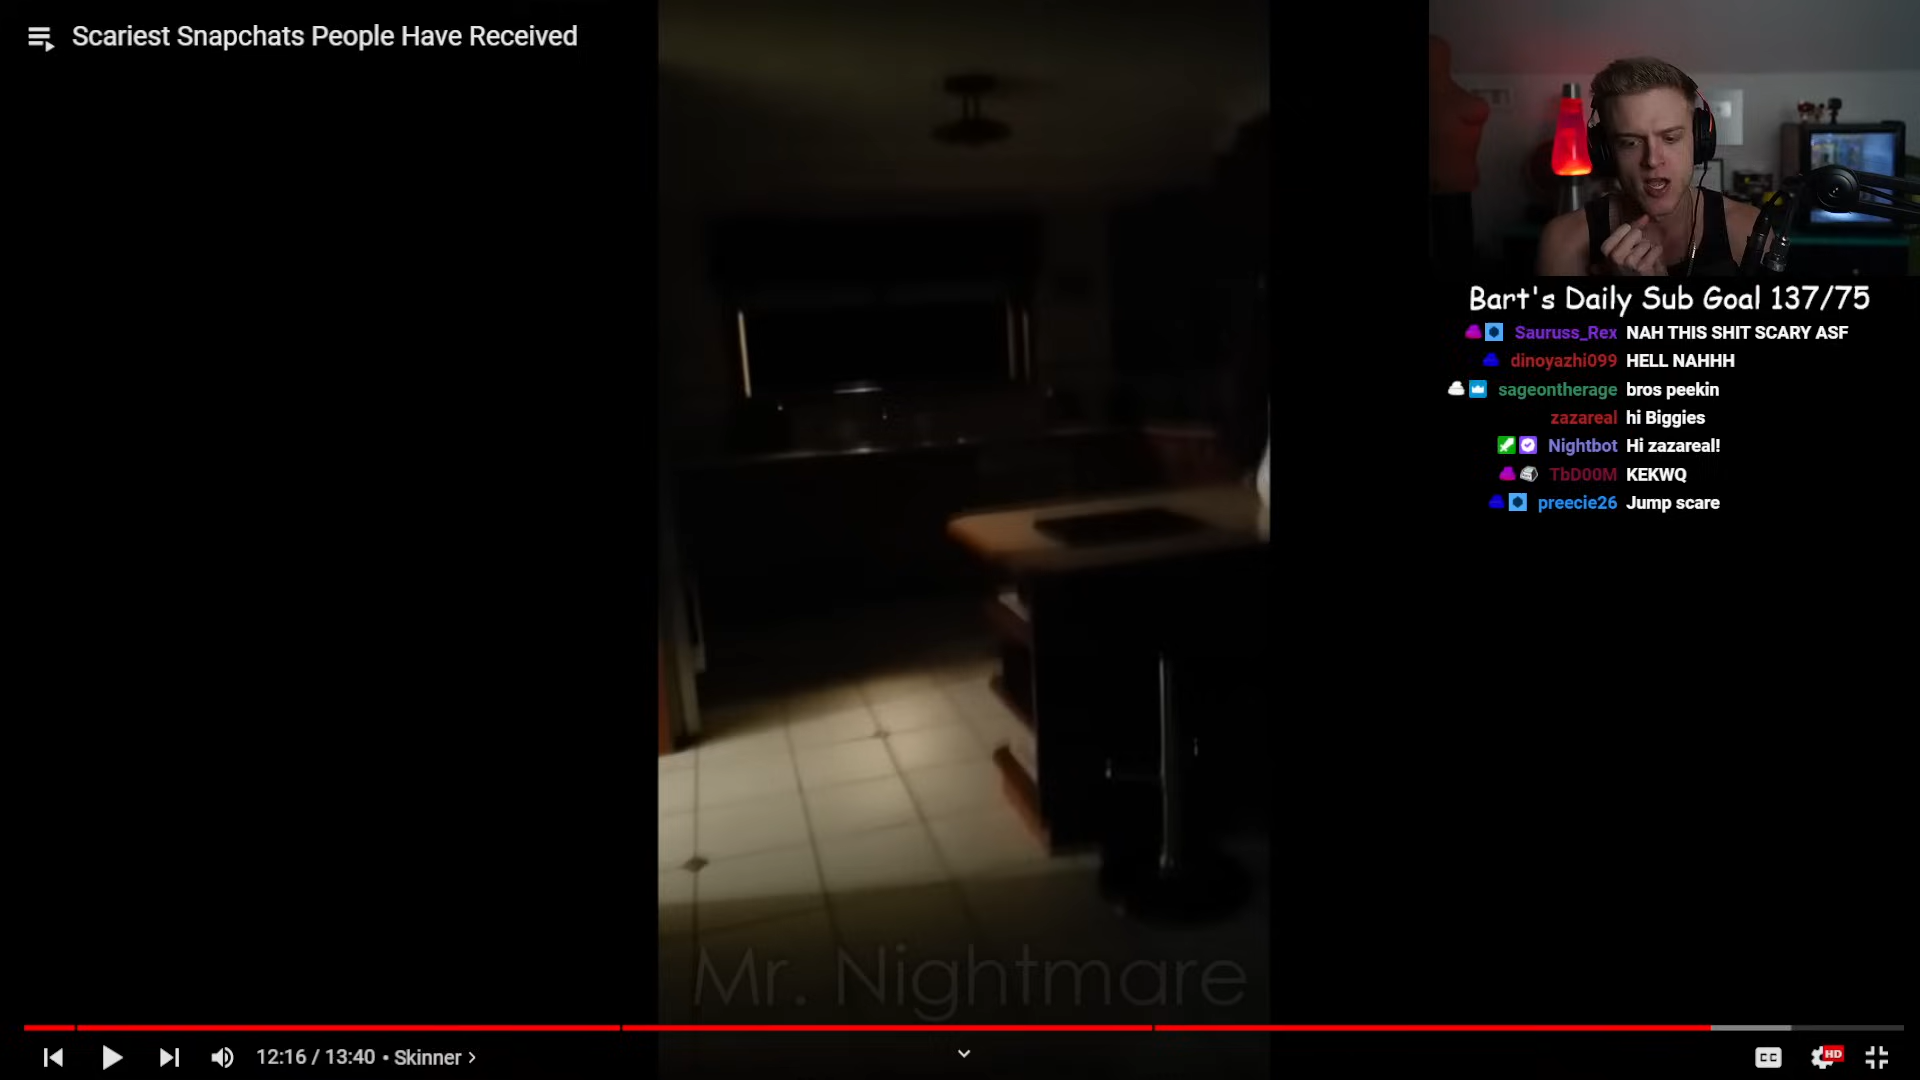 Scariest Snapchats People Have Received
Bart's Daily Sub Goal 137/75
Sauruss_Rex NAH THIS SHIT SCARY ASF
dinoyazhi099 HELL NAHHH
sageontherage bros peekin
zazareal hi Biggies
Nightbot Hi zazareal!
TbD00M KEKWQ
preecie26 Jump scare
Mr. Nightmare
12:16 / 13:40 • Skinner >
CC
HD